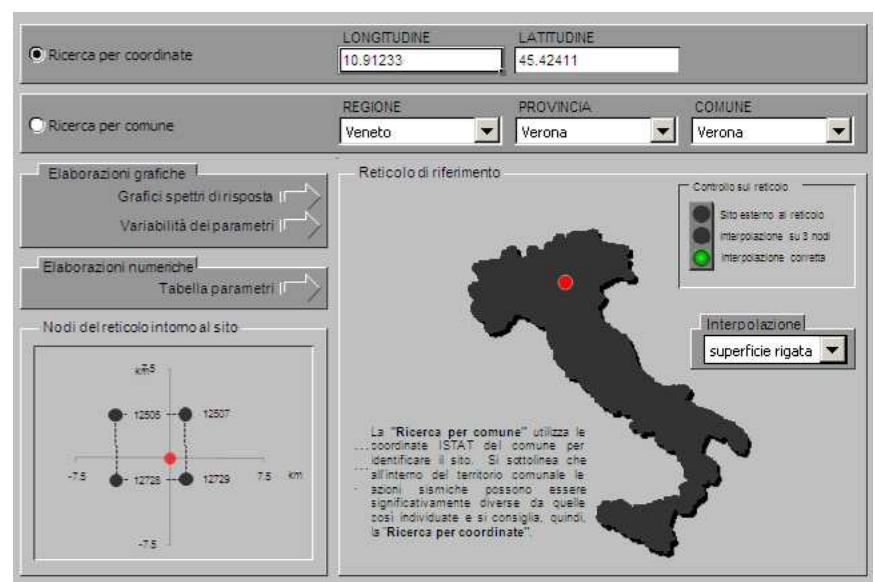 LONGITUDINE
LATITUDINE
Ricerca per coordinate
10.91233
45.42411
REGIONE
PROVINCIA
COMUNE
Ricerca per comune
Veneto
Verona
Verona
Elaborazioni grafiche
Grafici spettri di risposta
Variabilità dei parametri
Elaborazioni numeriche
Tabella parametri
Nodi del reticolo intorno al sito
km
7.5
12506
12507
-7.5
12728
12729
7.5
km
-7.5
Reticolo di riferimento
Controllo sul reticolo
Sito esterno al reticolo
Interpolazione su 3 nodi
Interpolazione corretta
Interpolazione
superficie rigata
La "Ricerca per comune" utilizza le
coordinate ISTAT del comune per
identificare il sito. Si sottolinea che
all'interno del territorio comunale le
azioni sismiche possono essere
significativamente diverse da quelle
così individuate e si consiglia, quindi,
la "Ricerca per coordinate".